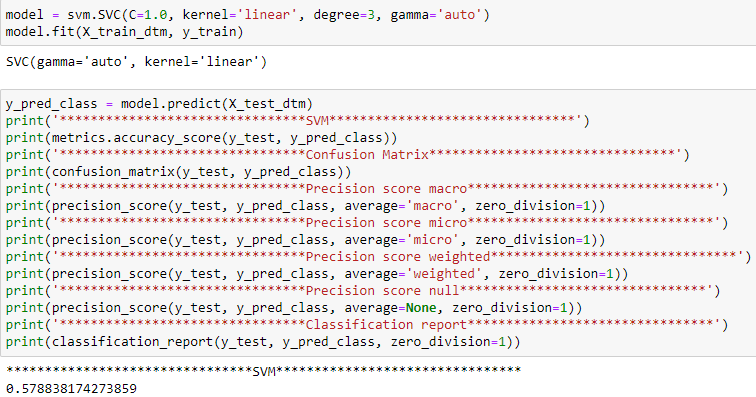 model = svm.SVC(C=1.0, kernel='linear', degree=3, gamma='auto')
model.fit(X_train_dtm, y_train)
SVC(gamma='auto', kernel='linear')
y_pred_class = model.predict(X_test_dtm)
print('********************************SVM********************************')
print(metrics.accuracy_score(y_test, y_pred_class))
print('********************************Confusion Matrix********************************')
print(confusion_matrix(y_test, y_pred_class))
print('********************************Precision score macro********************************')
print(precision_score(y_test, y_pred_class, average='macro', zero_division=1))
print('********************************Precision score micro********************************')
print(precision_score(y_test, y_pred_class, average='micro', zero_division=1))
print('********************************Precision score weighted********************************')
print(precision_score(y_test, y_pred_class, average='weighted', zero_division=1))
print('********************************Precision score null********************************')
print(precision_score(y_test, y_pred_class, average=None, zero_division=1))
print('********************************Classification report********************************')
print(classification_report(y_test, y_pred_class, zero_division=1))
********************************SVM********************************
0.578838174273859